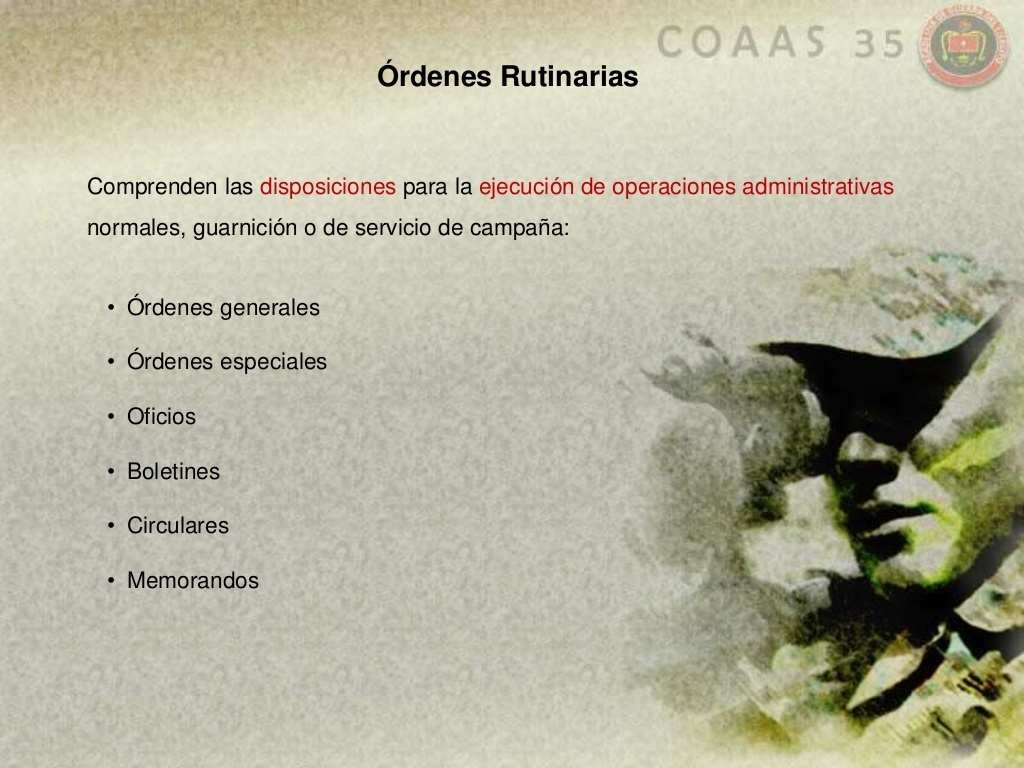 COAAS 35
Órdenes Rutinarias
Comprenden las disposiciones para la ejecución de operaciones administrativas
normales, guarnición o de servicio de campaña:
• Órdenes generales
• Órdenes especiales
• Oficios
• Boletines
• Circulares
• Memorandos